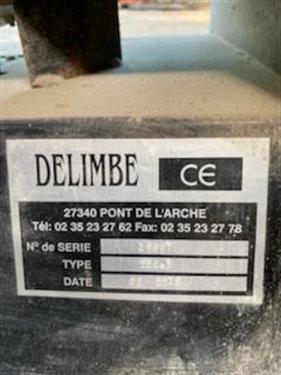 DELIMBE CE
27340 PONT DE L'ARCHE
Tél: 02 35 23 27 62 Fax: 02 35 23 27 78
N° de SERIE
TYPE
DATE